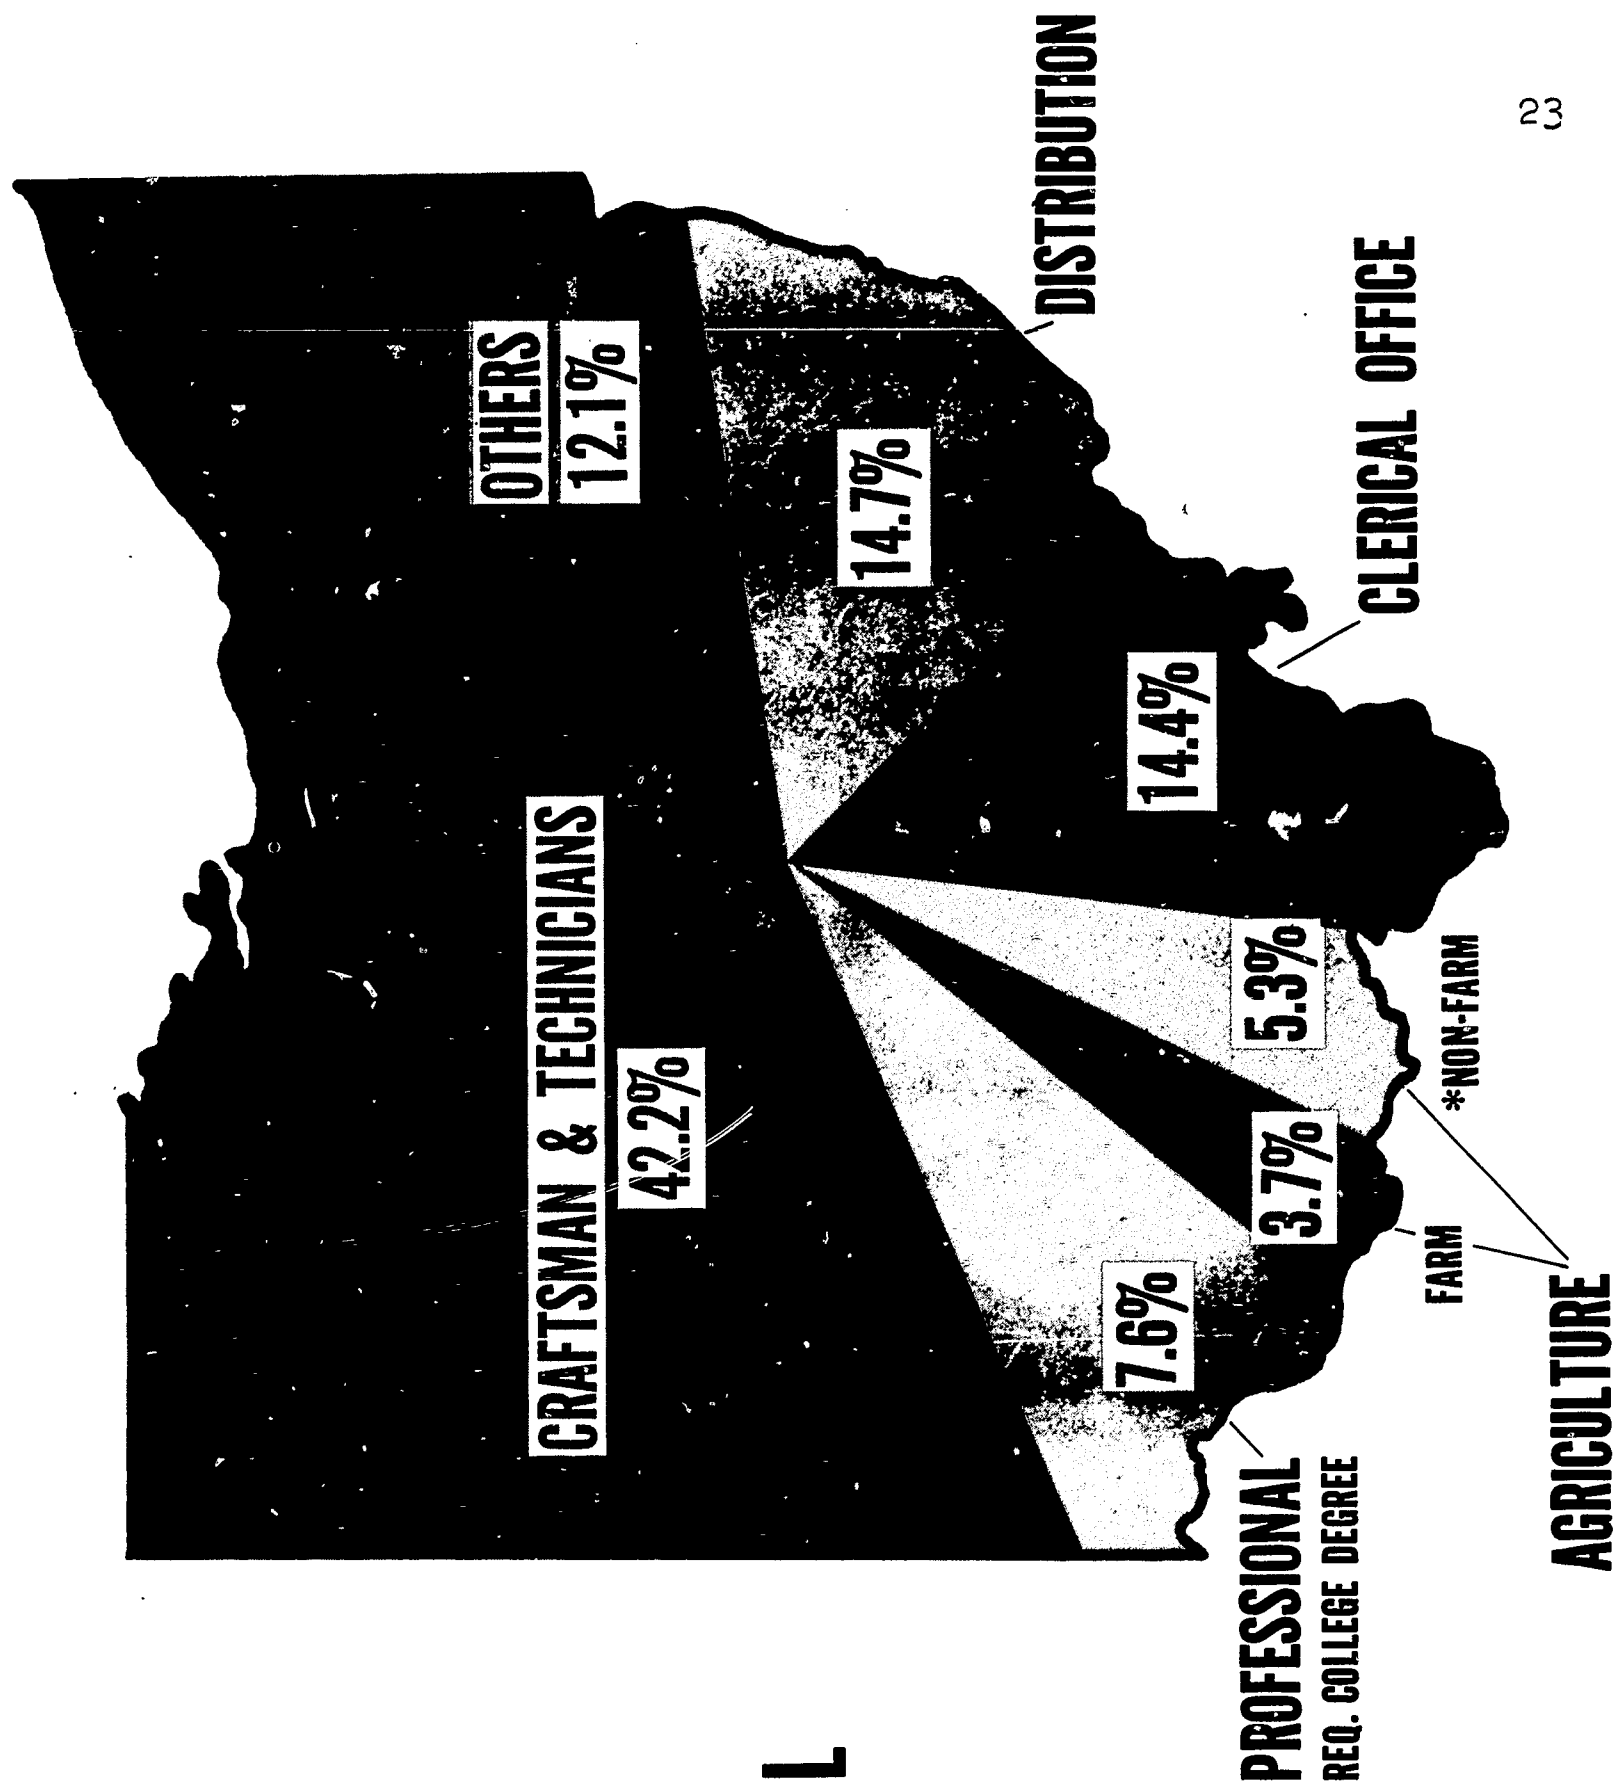 OTHERS
12.1%
CRAFTSMAN & TECHNICIANS
42.2%
14.7%
DISTRIBUTION
14.4%
CLERICAL OFFICE
5.3%
*NON-FARM
3.7%
FARM
AGRICULTURE
7.6%
PROFESSIONAL
REQ. COLLEGE DEGREE
L
23